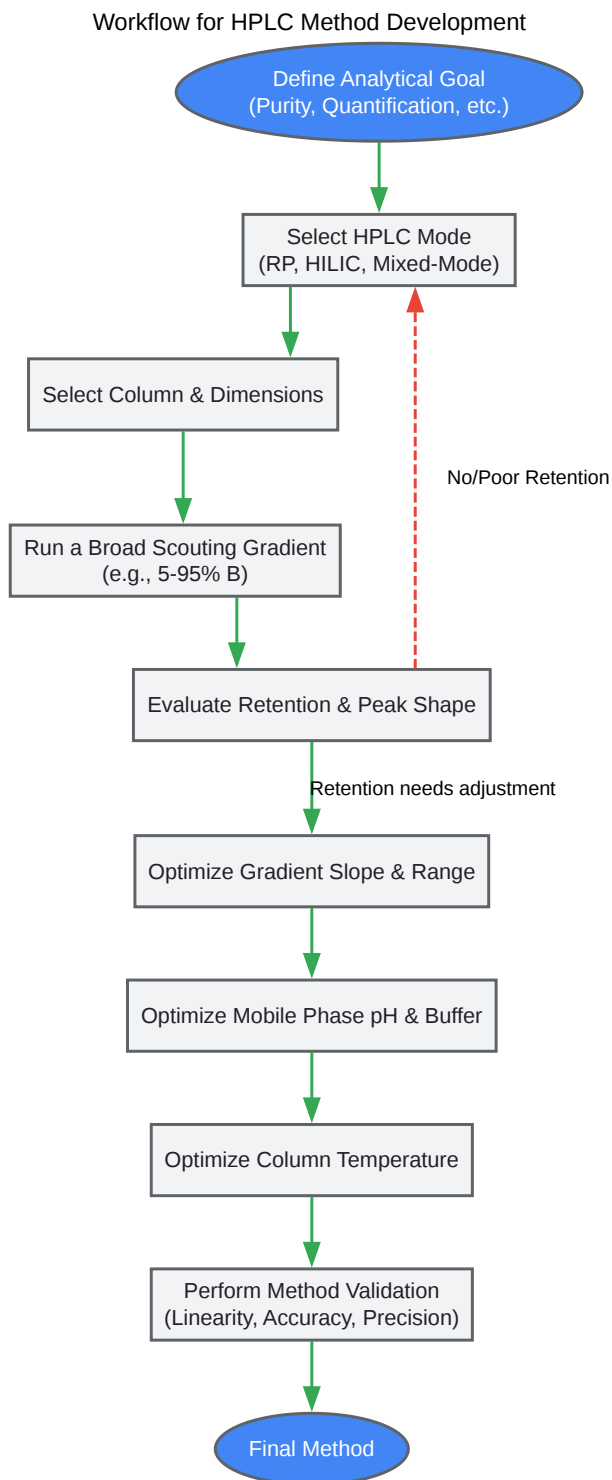 Workflow for HPLC Method Development
Define Analytical Goal
(Purity, Quantification, etc.)
Select HPLC Mode
(RP, HILIC, Mixed-Mode)
Select Column & Dimensions
No/Poor Retention
Run a Broad Scouting Gradient
(e.g., 5-95% B)
Evaluate Retention & Peak Shape
Retention needs adjustment
Optimize Gradient Slope & Range
Optimize Mobile Phase pH & Buffer
Optimize Column Temperature
Perform Method Validation
(Linearity, Accuracy, Precision)
Final Method